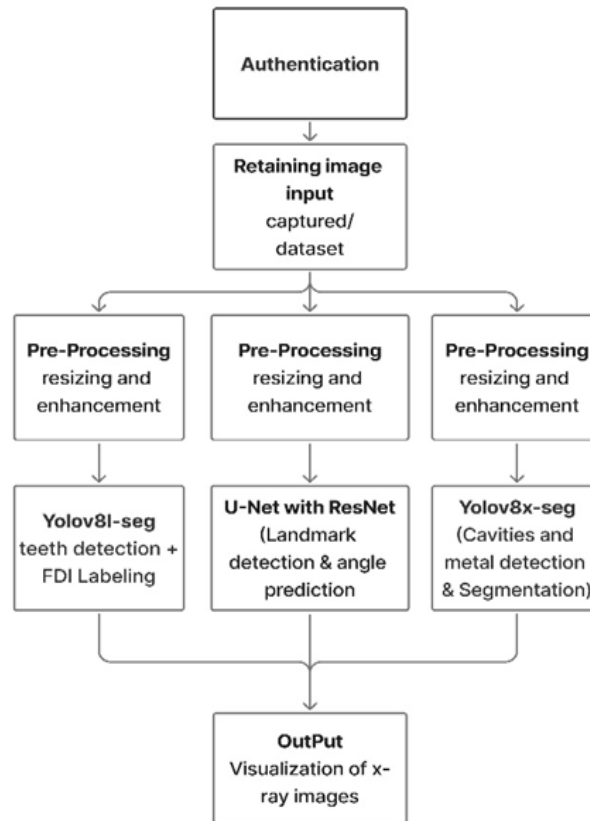 Authentication
Retaining image
input
captured/
dataset
Pre-Processing
resizing and
enhancement
Pre-Processing
resizing and
enhancement
Pre-Processing
resizing and
enhancement
Yolov8l-seg
teeth detection +
FDI Labeling
U-Net with ResNet
(Landmark
detection & angle
prediction
Yolov8x-seg
(Cavities and
metal detection
& Segmentation)
OutPut
Visualization of x-
ray images